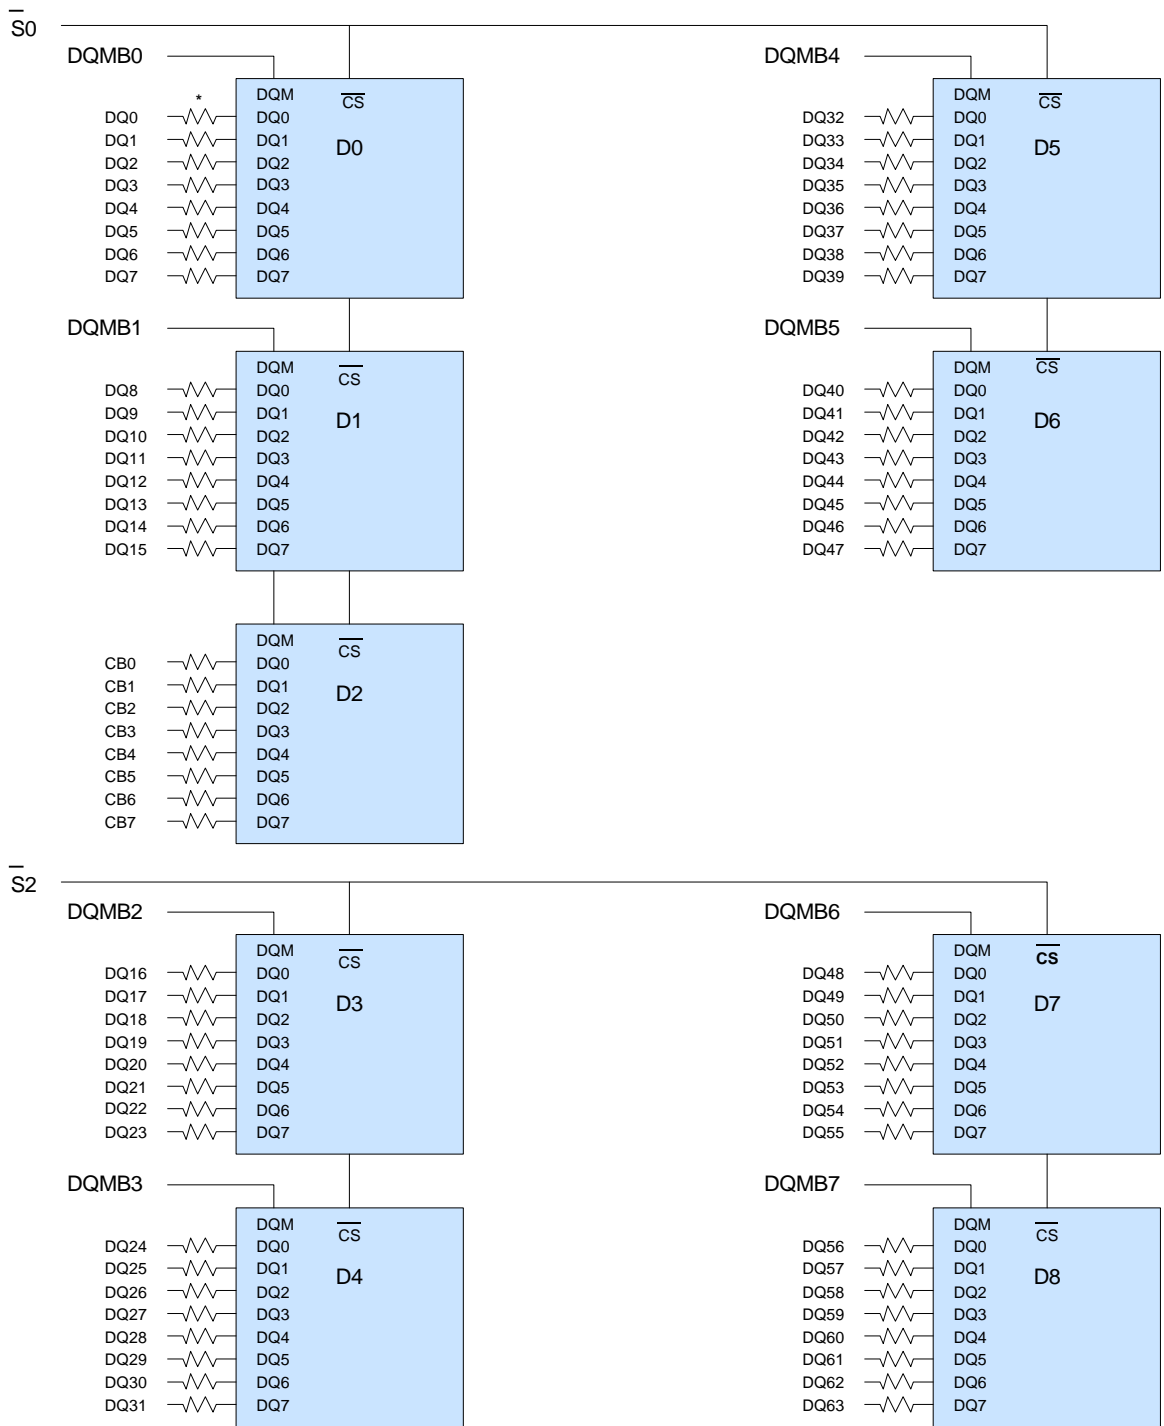 S0
DQMB0
DQM CS
*
DQ0 DQ0
DQ1 DQ1
D0
DQ2 DQ2
DQ3 DQ3
DQ4 DQ4
DQ5 DQ5
DQ6 DQ6
DQ7 DQ7
DQMB4
DQM CS
DQ32 DQ0
DQ33 DQ1
D5
DQ34 DQ2
DQ35 DQ3
DQ36 DQ4
DQ37 DQ5
DQ38 DQ6
DQ39 DQ7
DQMB1
DQM CS
DQ8 DQ0
DQ9 DQ1
D1
DQ10 DQ2
DQ11 DQ3
DQ12 DQ4
DQ13 DQ5
DQ14 DQ6
DQ15 DQ7
DQMB5
DQM CS
DQ40 DQ0
DQ41 DQ1
D6
DQ42 DQ2
DQ43 DQ3
DQ44 DQ4
DQ45 DQ5
DQ46 DQ6
DQ47 DQ7
DQM CS
CB0 DQ0
CB1 DQ1
D2
CB2 DQ2
CB3 DQ3
CB4 DQ4
CB5 DQ5
CB6 DQ6
CB7 DQ7
S2
DQMB2
DQM CS
DQ16 DQ0
DQ17 DQ1
D3
DQ18 DQ2
DQ19 DQ3
DQ20 DQ4
DQ21 DQ5
DQ22 DQ6
DQ23 DQ7
DQMB6
DQM CS
DQ48 DQ0
DQ49 DQ1
D7
DQ50 DQ2
DQ51 DQ3
DQ52 DQ4
DQ53 DQ5
DQ54 DQ6
DQ55 DQ7
DQMB3
DQM CS
DQ24 DQ0
DQ25 DQ1
D4
DQ26 DQ2
DQ27 DQ3
DQ28 DQ4
DQ29 DQ5
DQ30 DQ6
DQ31 DQ7
DQMB7
DQM CS
DQ56 DQ0
DQ57 DQ1
D8
DQ58 DQ2
DQ59 DQ3
DQ60 DQ4
DQ61 DQ5
DQ62 DQ6
DQ63 DQ7